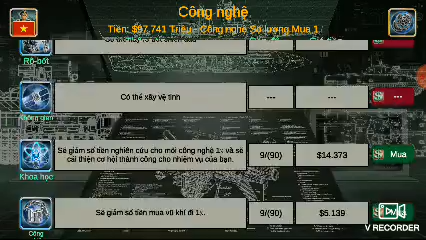 Công nghệ
Tiền: $97.741 Triệu - Công nghệ Số lượng Mua 1
Rô-bốt
Có thể xây vệ tinh
---
---
---
Không gian
Sẽ giảm số tiền nghiên cứu cho mỗi công nghệ 1% và sẽ
cải thiện cơ hội thành công cho nhiệm vụ của bạn.
9/(90)
$14.373
Mua
Khoa học
Sẽ giảm số tiền mua vũ khí đi 1%.
9/(90)
$5.139
V RECORDER
Công